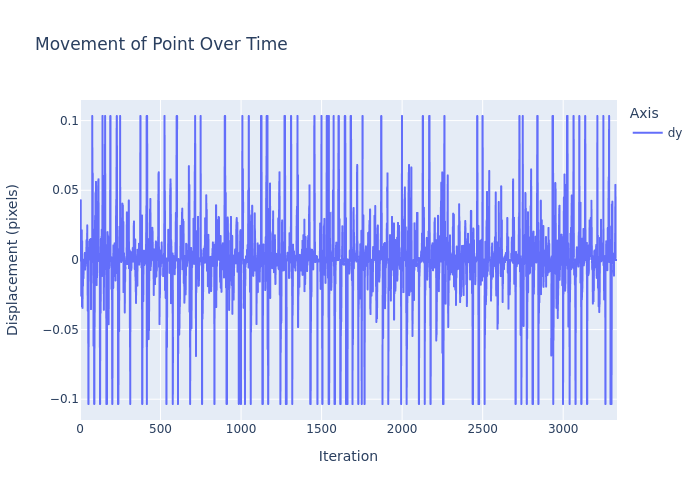 Movement of Point Over Time
Axis
dy
0.1
0.05
0
−0.05
−0.1
Displacement (pixels)
0 500 1000 1500 2000 2500 3000
Iteration